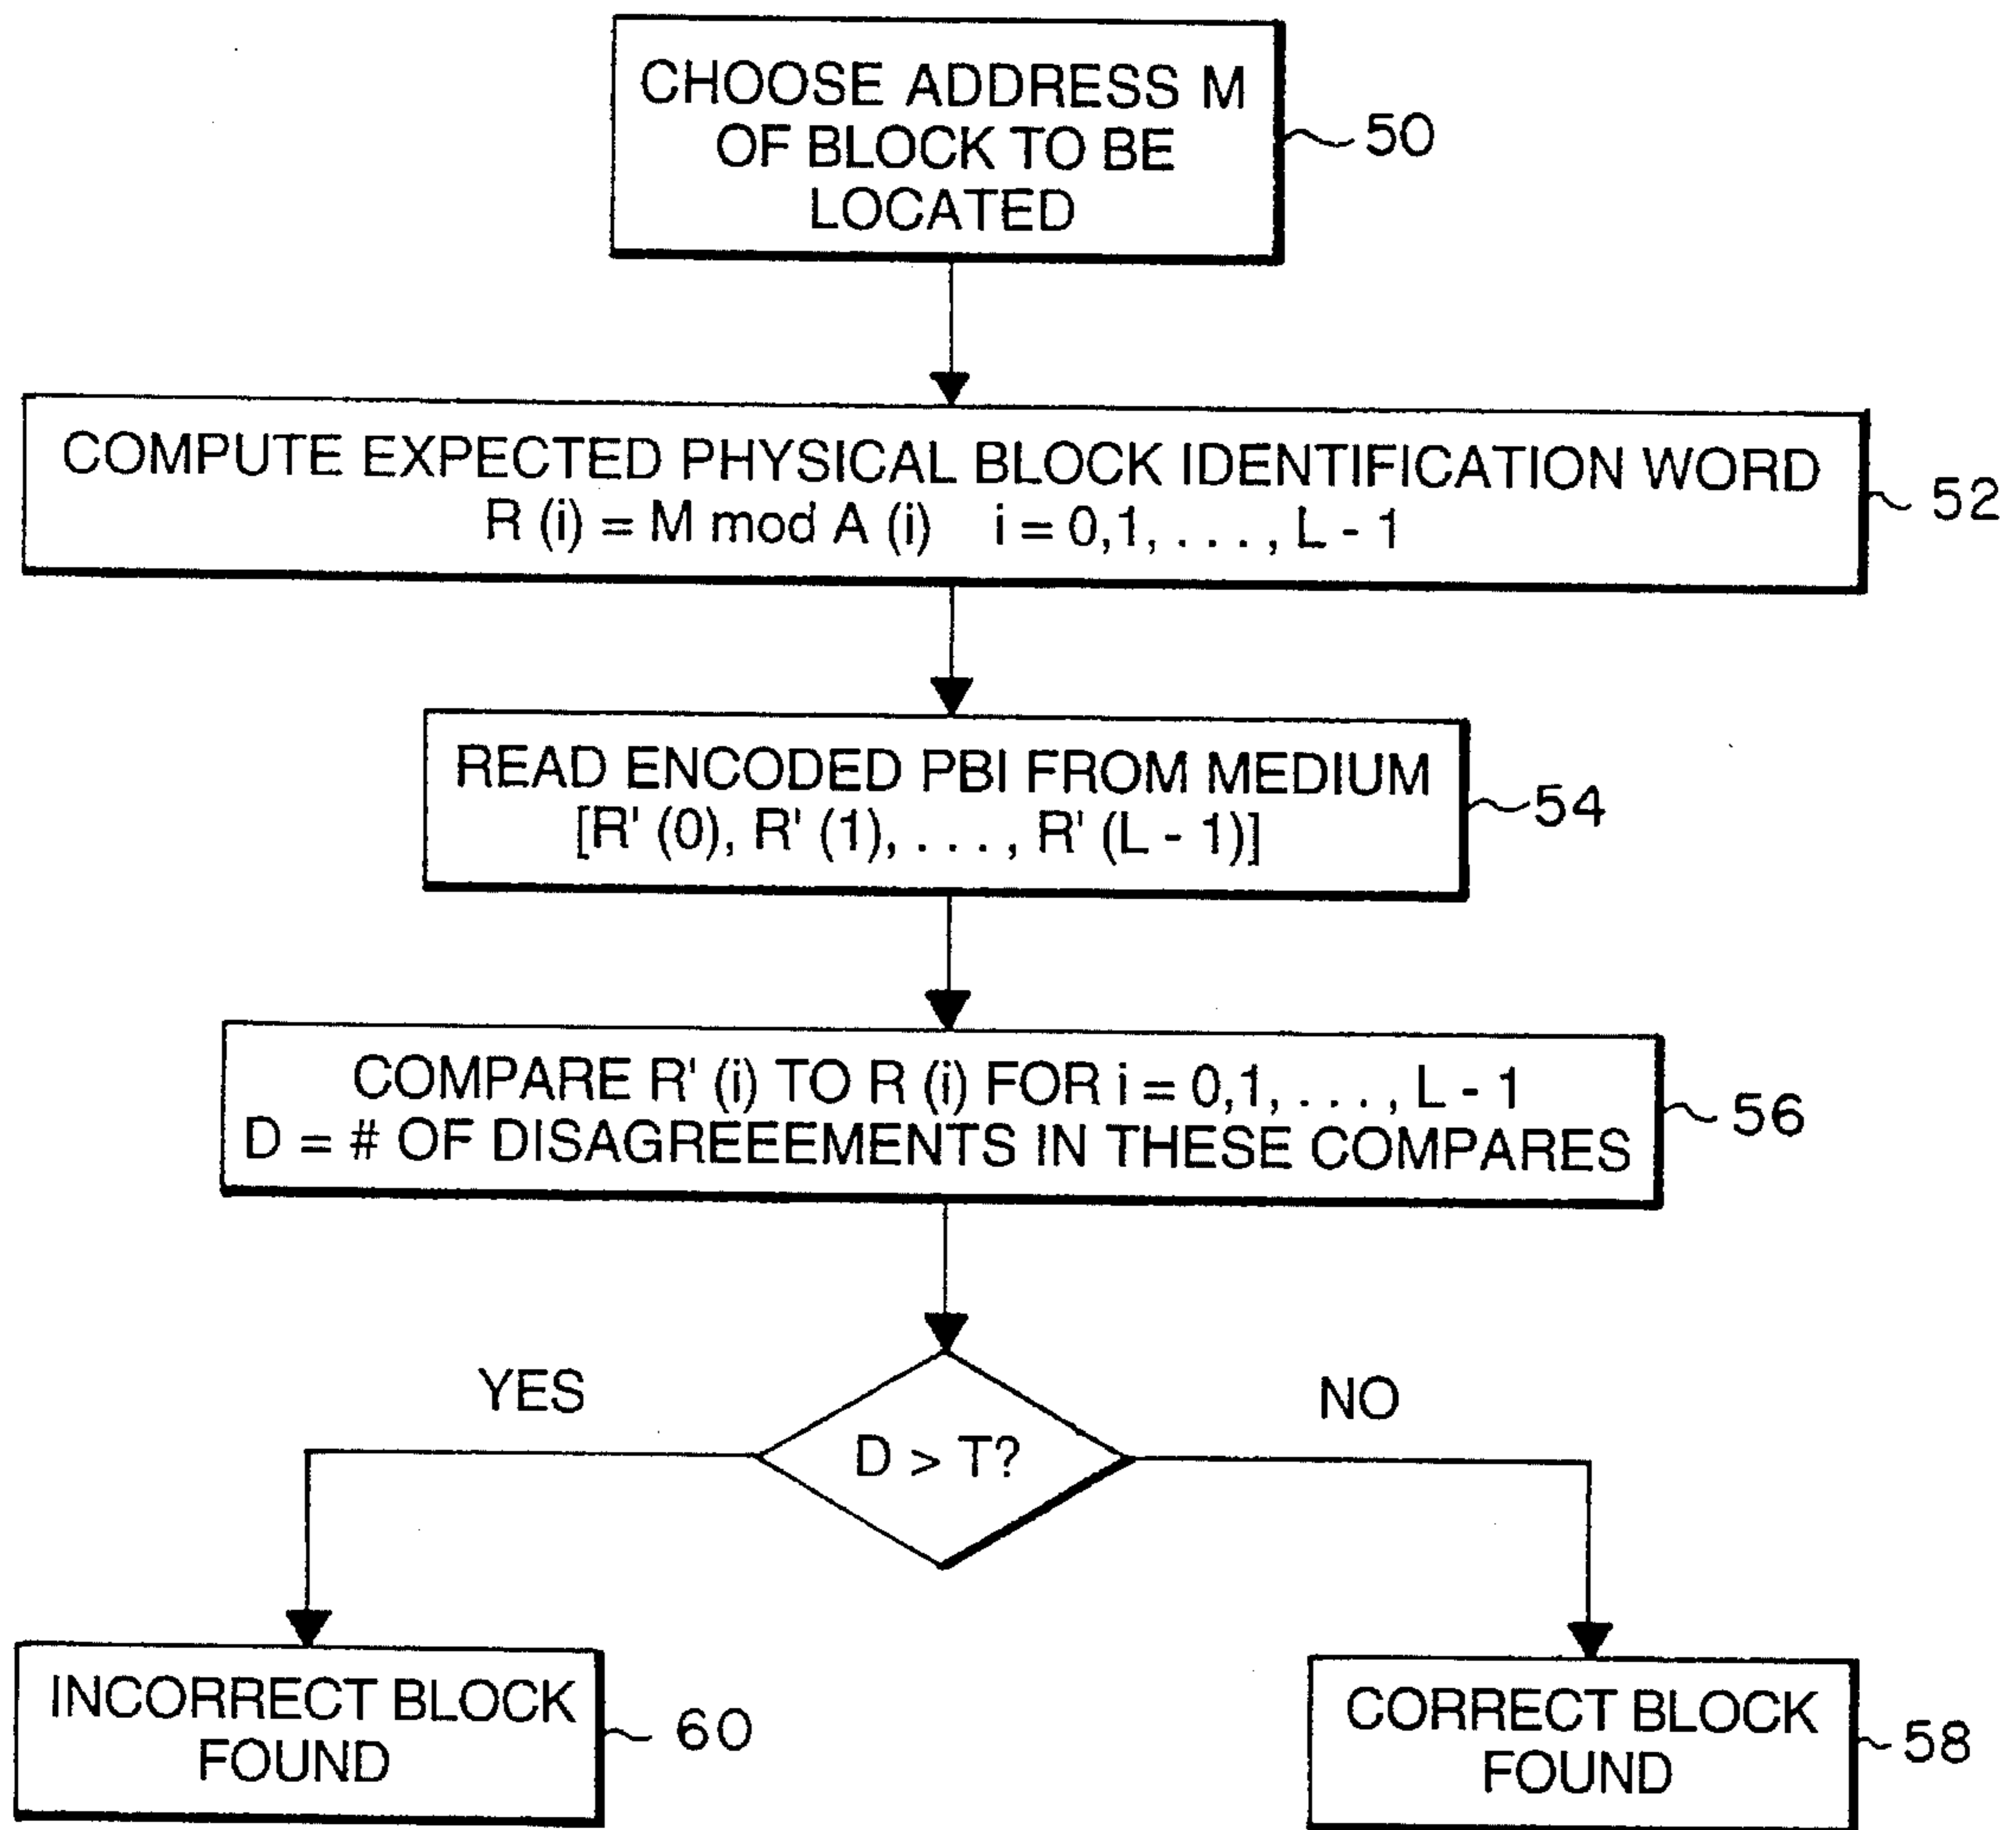 CHOOSE ADDRESS M
OF BLOCK TO BE
LOCATED
50
COMPUTE EXPECTED PHYSICAL BLOCK IDENTIFICATION WORD
R (i) = M mod A (i) i = 0,1, . . . , L - 1
52
READ ENCODED PBI FROM MEDIUM
[R' (0), R' (1), . . . , R' (L - 1)]
54
COMPARE R' (i) TO R (i) FOR i = 0,1, . . . , L - 1
D = # OF DISAGREEEMENTS IN THESE COMPARES
56
YES
NO
D > T?
INCORRECT BLOCK
FOUND
60
CORRECT BLOCK
FOUND
58